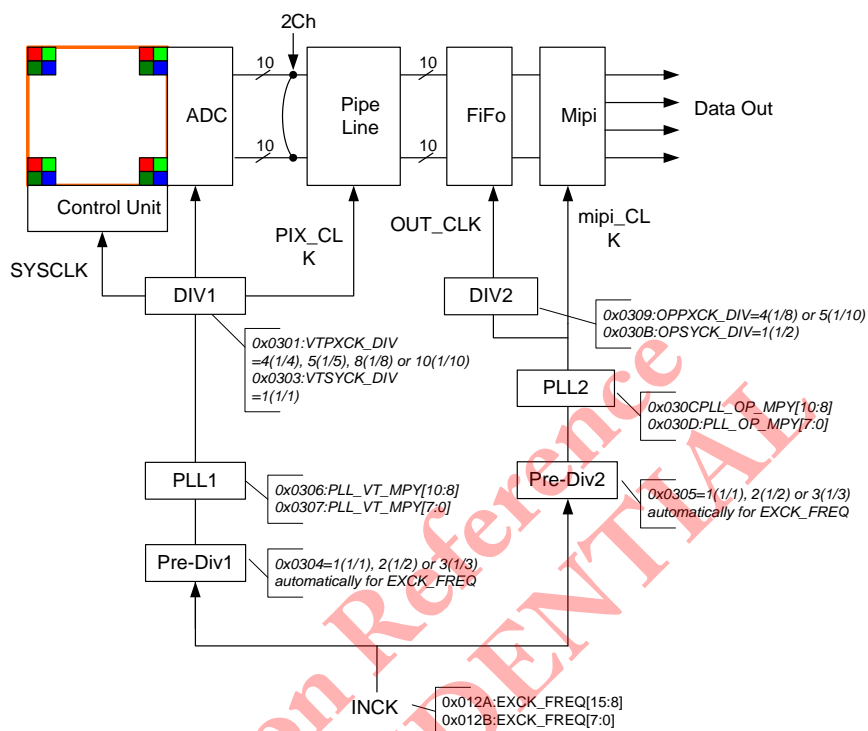 2Ch
10
10
ADC
Pipe
Line
FiFo
Mipi
Data Out
10
10
Control Unit
SYSCLK
PIX_CL
K
OUT_CLK
mipi_CL
K
DIV1
DIV2
0x0301:VTPXCK_DIV
=4(1/4), 5(1/5), 8(1/8) or 10(1/10)
0x0303:VTSYCK_DIV
=1(1/1)
0x0309:OPPXCK_DIV=4(1/8) or 5(1/10)
0x030B:OPSYCK_DIV=1(1/2)
PLL2
0x030CPLL_OP_MPY[10:8]
0x030D:PLL_OP_MPY[7:0]
PLL1
0x0306:PLL_VT_MPY[10:8]
0x0307:PLL_VT_MPY[7:0]
Pre-Div2
0x0305=1(1/1), 2(1/2) or 3(1/3)
automatically for EXCK_FREQ
Pre-Div1
0x0304=1(1/1), 2(1/2) or 3(1/3)
automatically for EXCK_FREQ
INCK
0x012A:EXCK_FREQ[15:8]
0x012B:EXCK_FREQ[7:0]
on Reference
DENTIAL